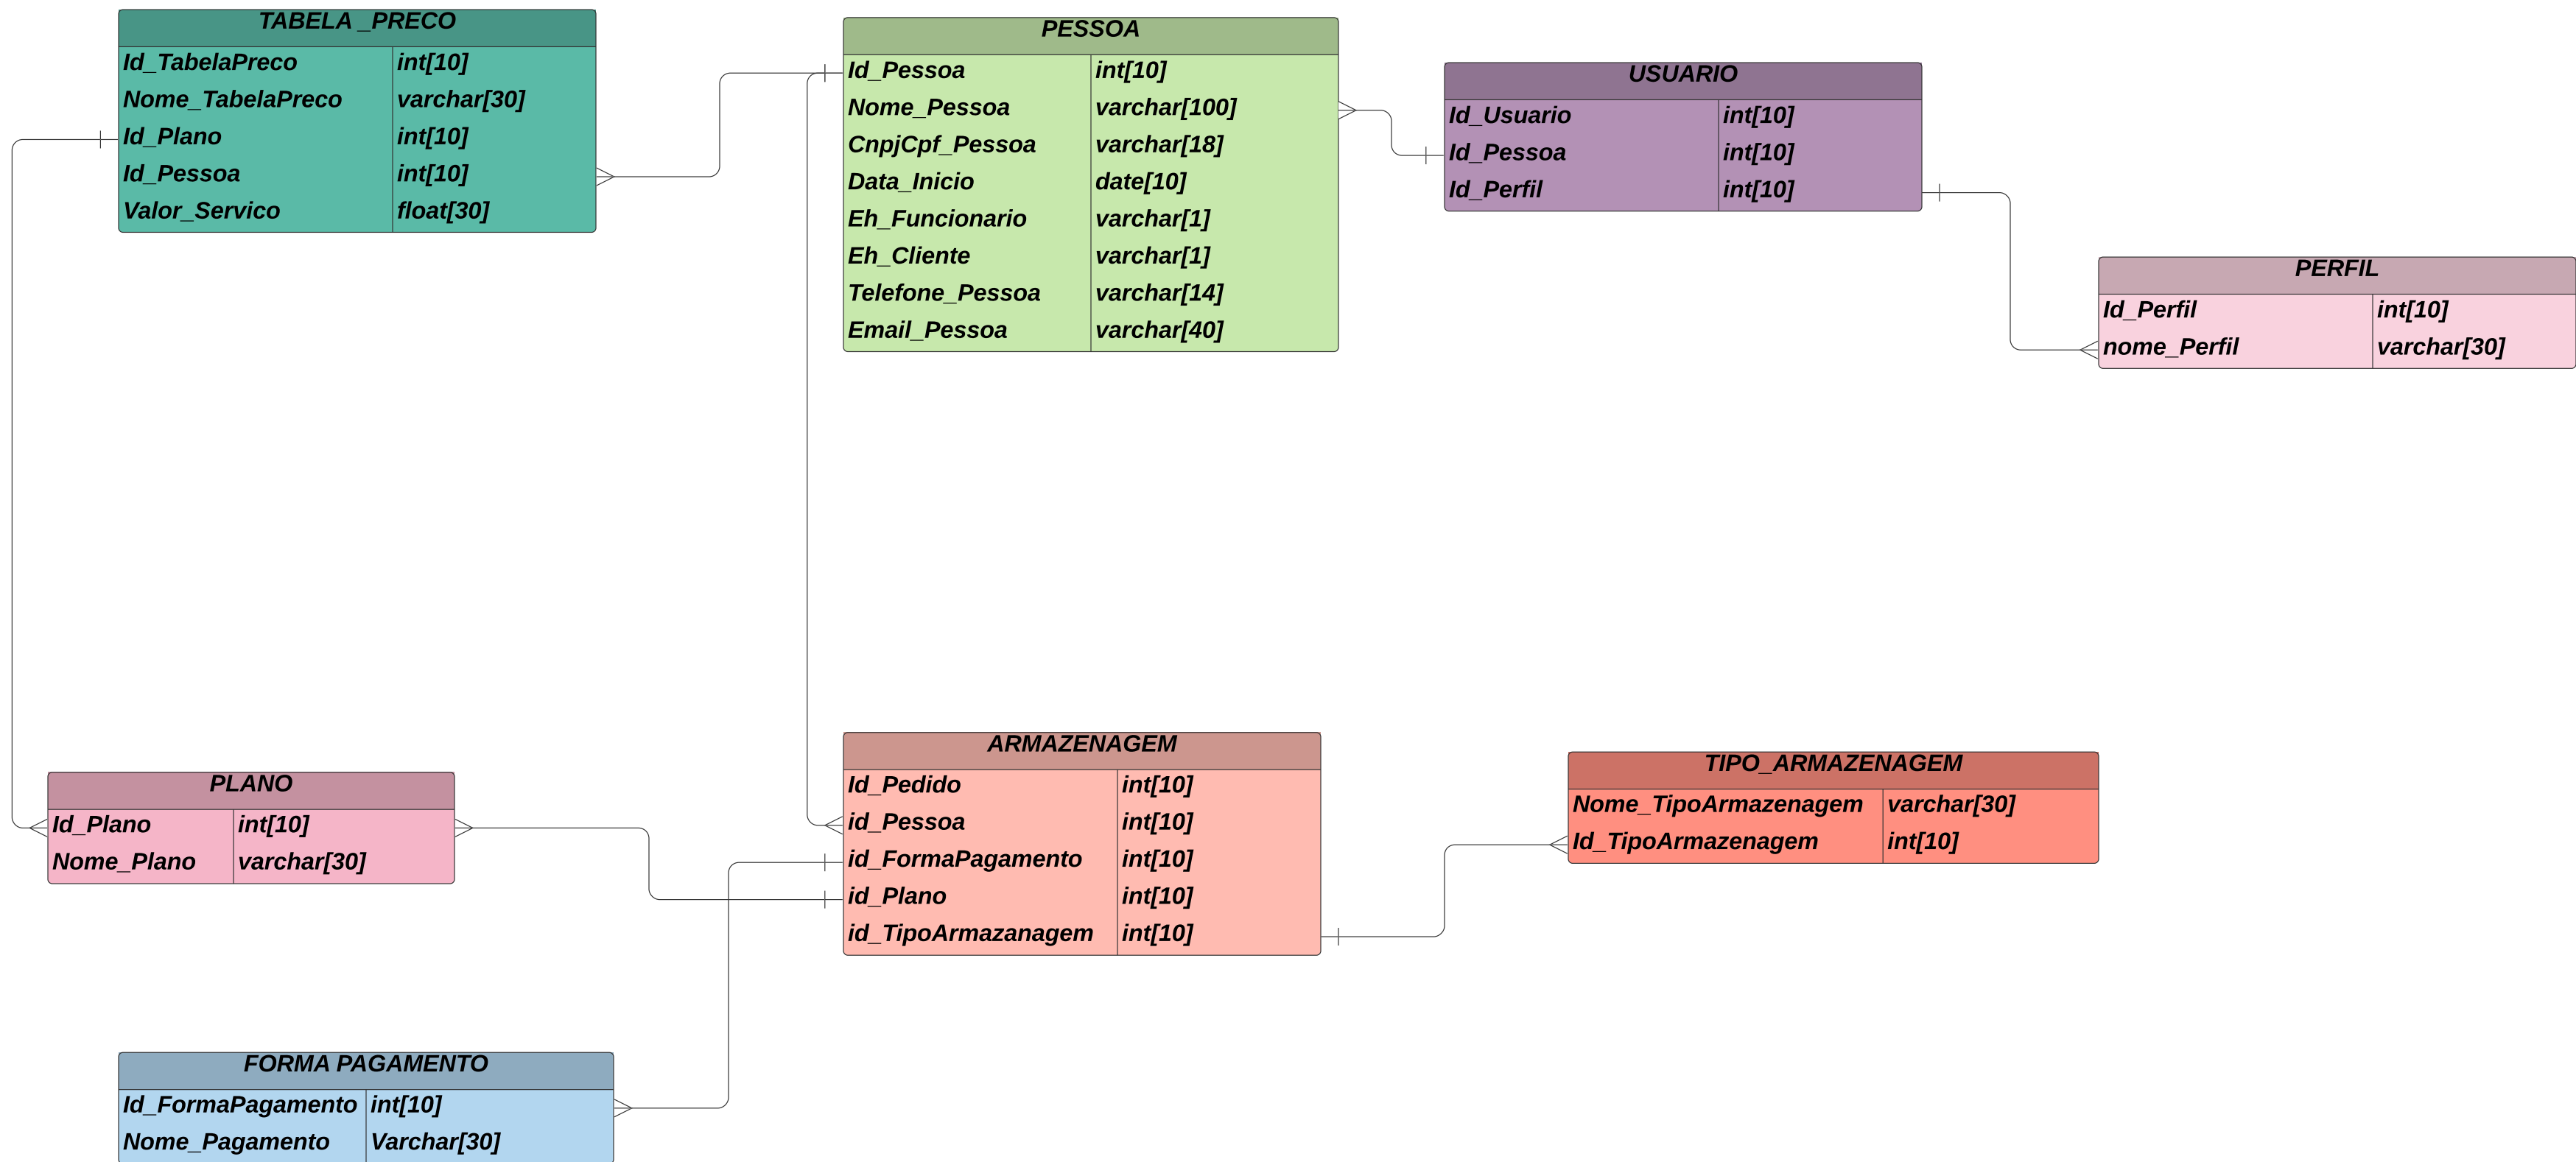 TABELA _PRECO
Id_TabelaPreco int[10]
Nome_TabelaPreco varchar[30]
Id_Plano int[10]
Id_Pessoa int[10]
Valor_Servico float[30]
PESSOA
Id_Pessoa int[10]
Nome_Pessoa varchar[100]
CnpjCpf_Pessoa varchar[18]
Data_Inicio date[10]
Eh_Funcionario varchar[1]
Eh_Cliente varchar[1]
Telefone_Pessoa varchar[14]
Email_Pessoa varchar[40]
USUARIO
Id_Usuario int[10]
Id_Pessoa int[10]
Id_Perfil int[10]
PERFIL
Id_Perfil int[10]
nome_Perfil varchar[30]
PLANO
Id_Plano int[10]
Nome_Plano varchar[30]
ARMAZENAGEM
Id_Pedido int[10]
id_Pessoa int[10]
id_FormaPagamento int[10]
id_Plano int[10]
id_TipoArmazanagem int[10]
TIPO_ARMAZENAGEM
Nome_TipoArmazenagem varchar[30]
Id_TipoArmazenagem int[10]
FORMA PAGAMENTO
Id_FormaPagamento int[10]
Nome_Pagamento Varchar[30]